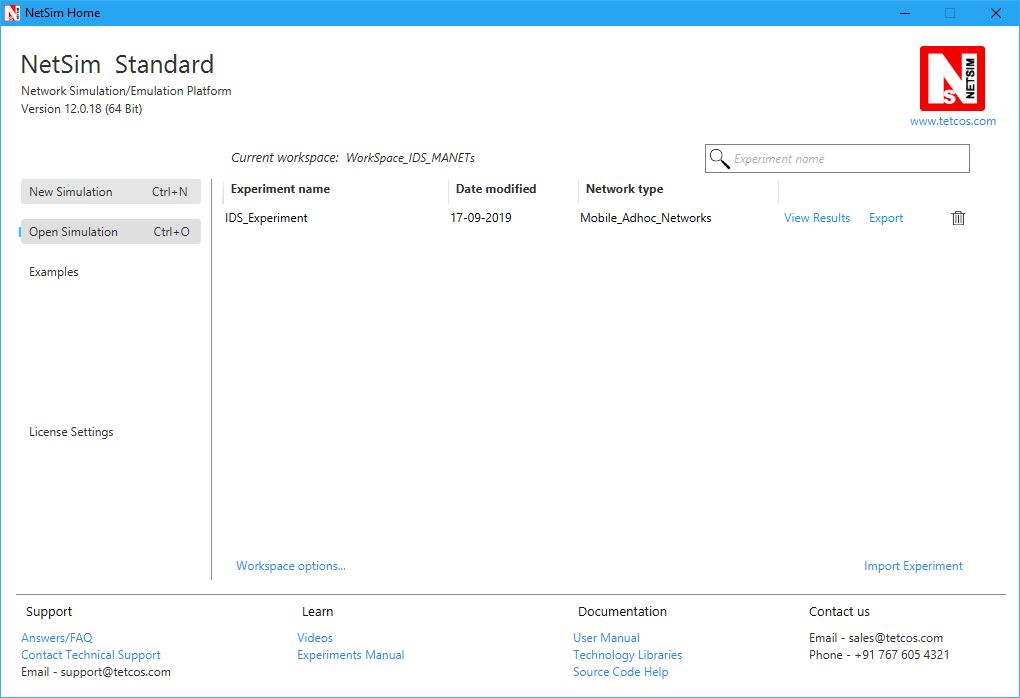 NetSim Home
NetSim Standard
Network Simulation/Emulation Platform
Version 12.0.18 (64 Bit)
NS NETSIM
www.tetcos.com
Current workspace: WorkSpace_IDS_MANETs
Experiment name
New Simulation Ctrl+N
Open Simulation Ctrl+O
Examples
License Settings
Experiment name Date modified Network type
IDS_Experiment 17-09-2019 Mobile_Adhoc_Networks View Results Export
Workspace options... Import Experiment
Support
Answers/FAQ
Contact Technical Support
Email - support@tetcos.com
Learn
Videos
Experiments Manual
Documentation
User Manual
Technology Libraries
Source Code Help
Contact us
Email - sales@tetcos.com
Phone - +91 767 605 4321